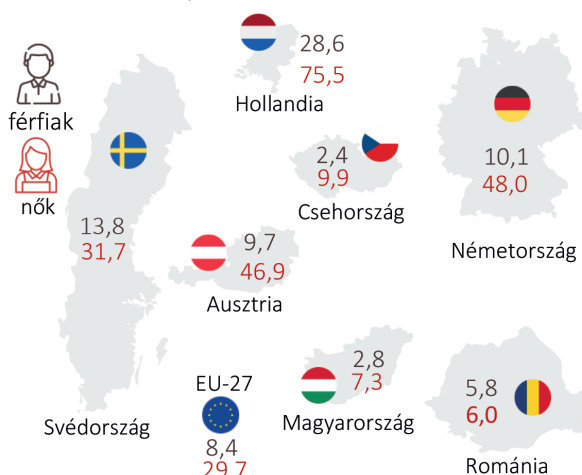 férfiak
nők
28,6
75,5
Hollandia
2,4
9,9
Csehország
10,1
48,0
Németország
13,8
31,7
Svédország
9,7
46,9
Ausztria
EU-27
8,4
29,7
2,8
7,3
Magyarország
5,8
6,0
Románia